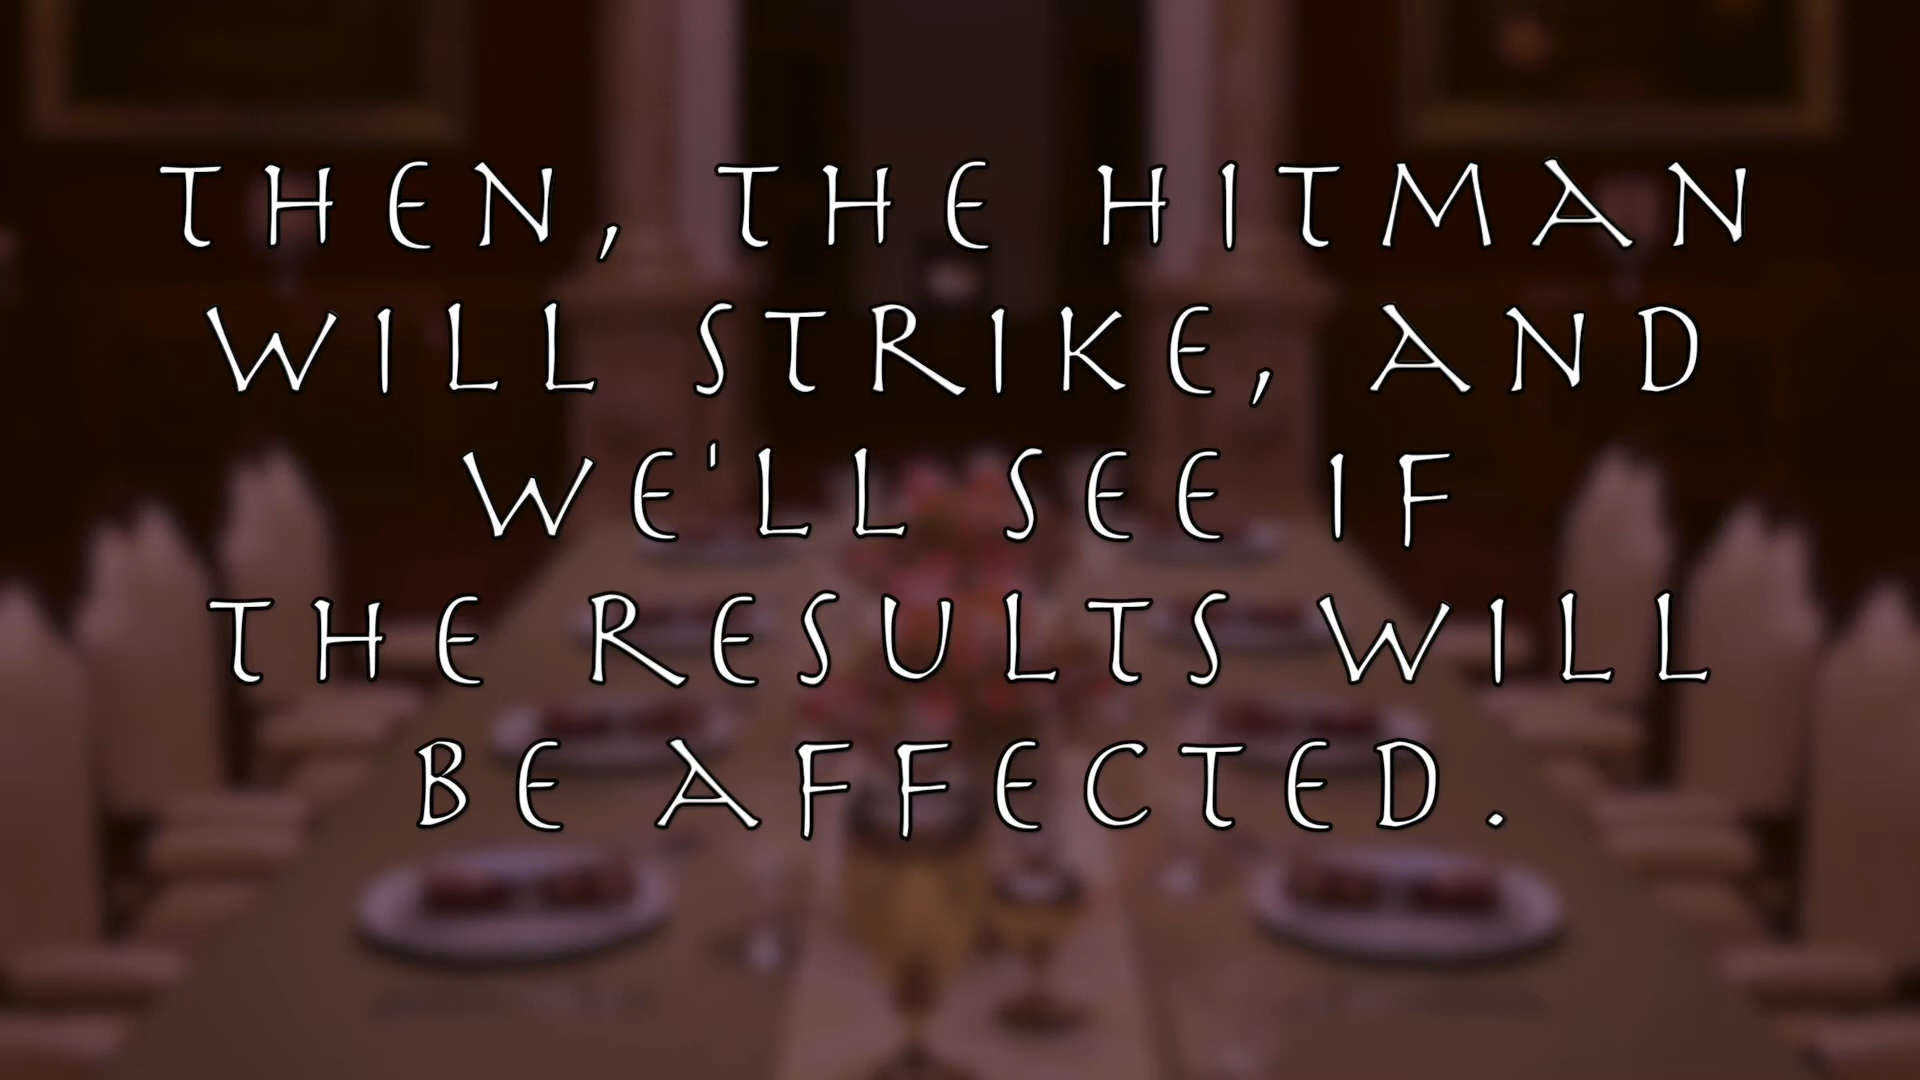 THEN, THE HITMAN
WILL STRIKE, AND
WE'LL SEE IF
THE RESULTS WILL
BE AFFECTED.